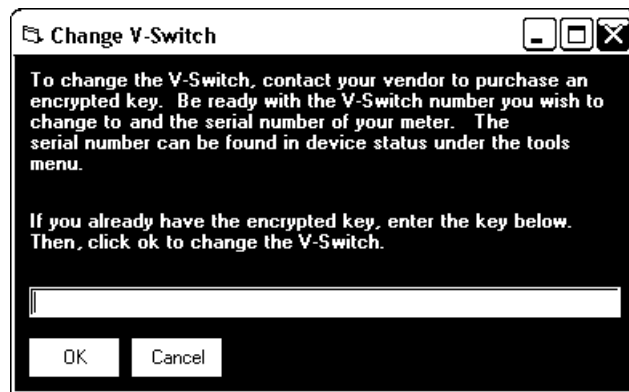 Change V-Switch
To change the V-Switch, contact your vendor to purchase an
encrypted key.  Be ready with the V-Switch number you wish to
change to and the serial number of your meter.   The
serial number can be found in device status under the tools
menu.
If you already have the encrypted key, enter the key below.
Then, click ok to change the V-Switch.
OK Cancel